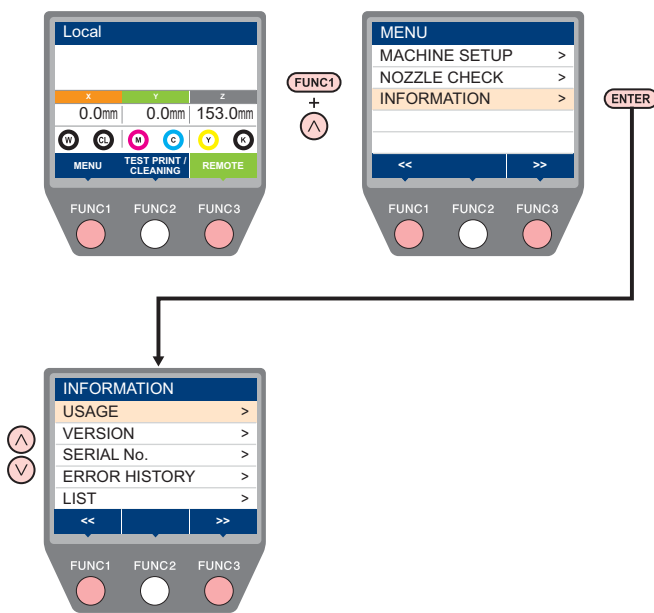 Local
X Y Z
0.0mm 0.0mm 153.0mm
W CL M C Y K
MENU TEST PRINT / CLEANING REMOTE
FUNC1 FUNC2 FUNC3
FUNC1
+
MENU
MACHINE SETUP >
NOZZLE CHECK >
INFORMATION >
<< >>
FUNC1 FUNC2 FUNC3
ENTER
INFORMATION
USAGE >
VERSION >
SERIAL No. >
ERROR HISTORY >
LIST >
<< >>
FUNC1 FUNC2 FUNC3